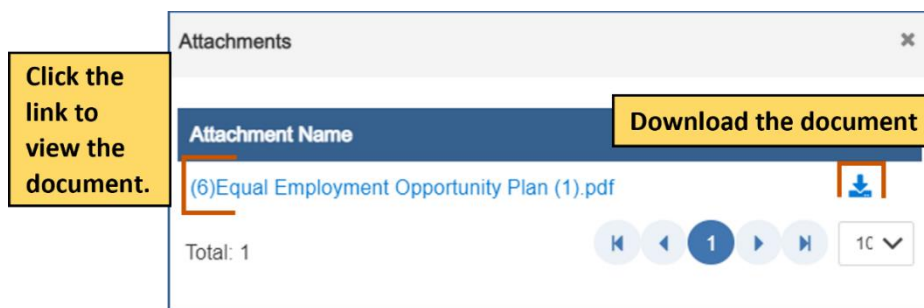 Attachments
Click the
link to
view the
document.
Attachment Name
Download the document
(6)Equal Employment Opportunity Plan (1).pdf
Total: 1
1
10